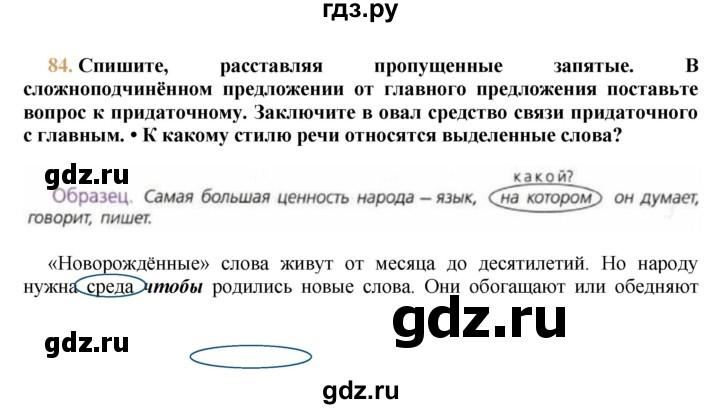 гдз.ру
84. Спишите, расставляя пропущенные запятые. В
сложноподчинённом предложении от главного предложения поставьте
вопрос к придаточному. Заключите в овал средство связи придаточного
с главным. • К какому стилю речи относятся выделенные слова?
gdz.ru
какой?
Образец. Самая большая ценность народа – язык, на котором он думает,
говорит, пишет.
«Новорождённые» слова живут от месяца до десятилетий. Но народу
нужна среда чтобы родились новые слова. Они обогащают или обедняют
gdz.ru
gdz.ru
gdz.ru